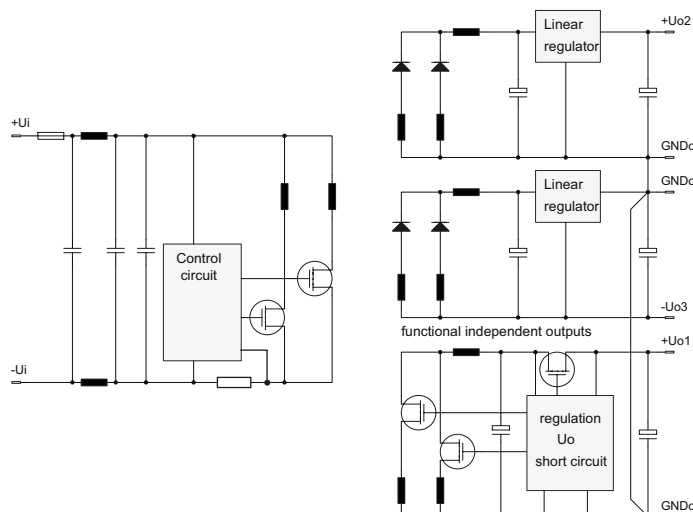 +Ui
-Ui
Control
circuit
+Uo2
Linear
regulator
GNDo
GNDo
Linear
regulator
-Uo3
functional independent outputs
+Uo1
regulation
Uo
short circuit
GNDo